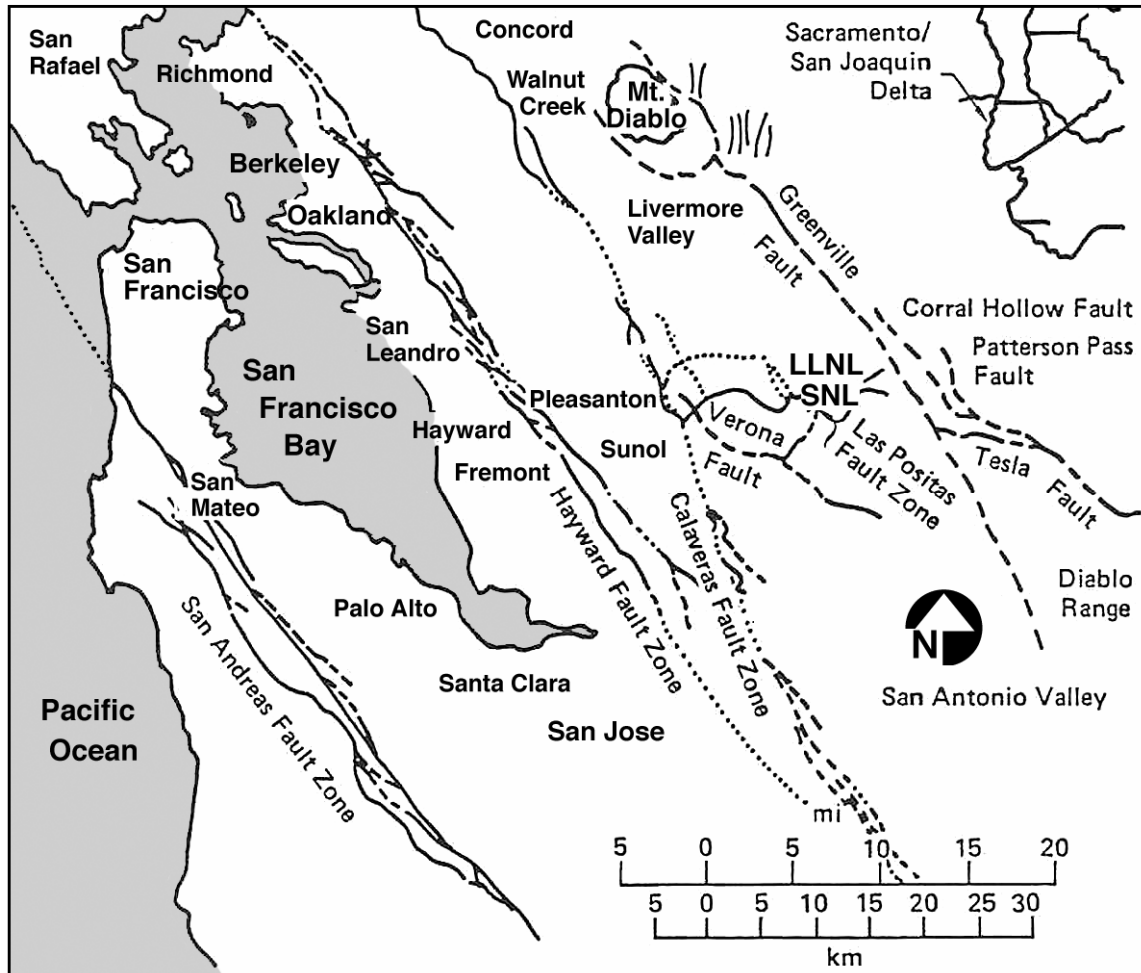 San
Rafael
Richmond
Concord
Walnut
Creek
Mt.
Diablo
Sacramento/
San Joaquin
Delta
Berkeley
Oakland
Livermore
Valley
Greenville
Fault
San
Francisco
San
Leandro
Corral Hollow Fault
Patterson Pass
Fault
LLNL
SNL
San
Francisco
Bay
Pleasanton
Hayward
Verona
Fault
Las Positas
Fault Zone
Tesla
Fault
Sunol
Fremont
San
Mateo
Hayward Fault Zone
Calaveras Fault Zone
Palo Alto
San Andreas Fault Zone
Diablo
Range
N
Santa Clara
San Antonio Valley
Pacific
Ocean
San Jose
mi
5 0 5 10 15 20
5 0 5 10 15 20 25 30
km